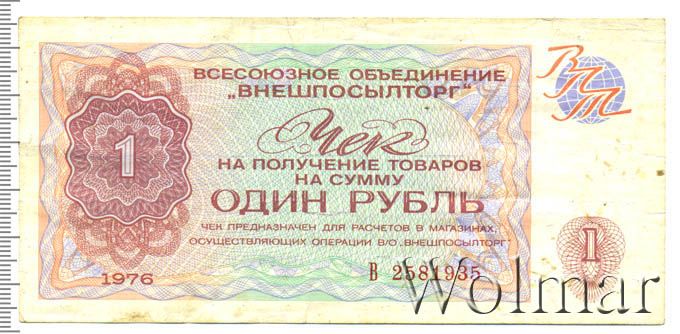 ВСЕСОЮЗНОЕ ОБЪЕДИНЕНИЕ
„ВНЕШПОСЫЛТОРГ"
ВПТ
Чек
1
НА ПОЛУЧЕНИЕ ТОВАРОВ
НА СУММУ
ОДИН РУБЛЬ
ЧЕК ПРЕДНАЗНАЧЕН ДЛЯ РАСЧЕТОВ В МАГАЗИНАХ,
ОСУЩЕСТВЛЯЮЩИХ ОПЕРАЦИИ В/О „ВНЕШПОСЫЛТОРГ"
1
1976
В 2581935
Wolmar